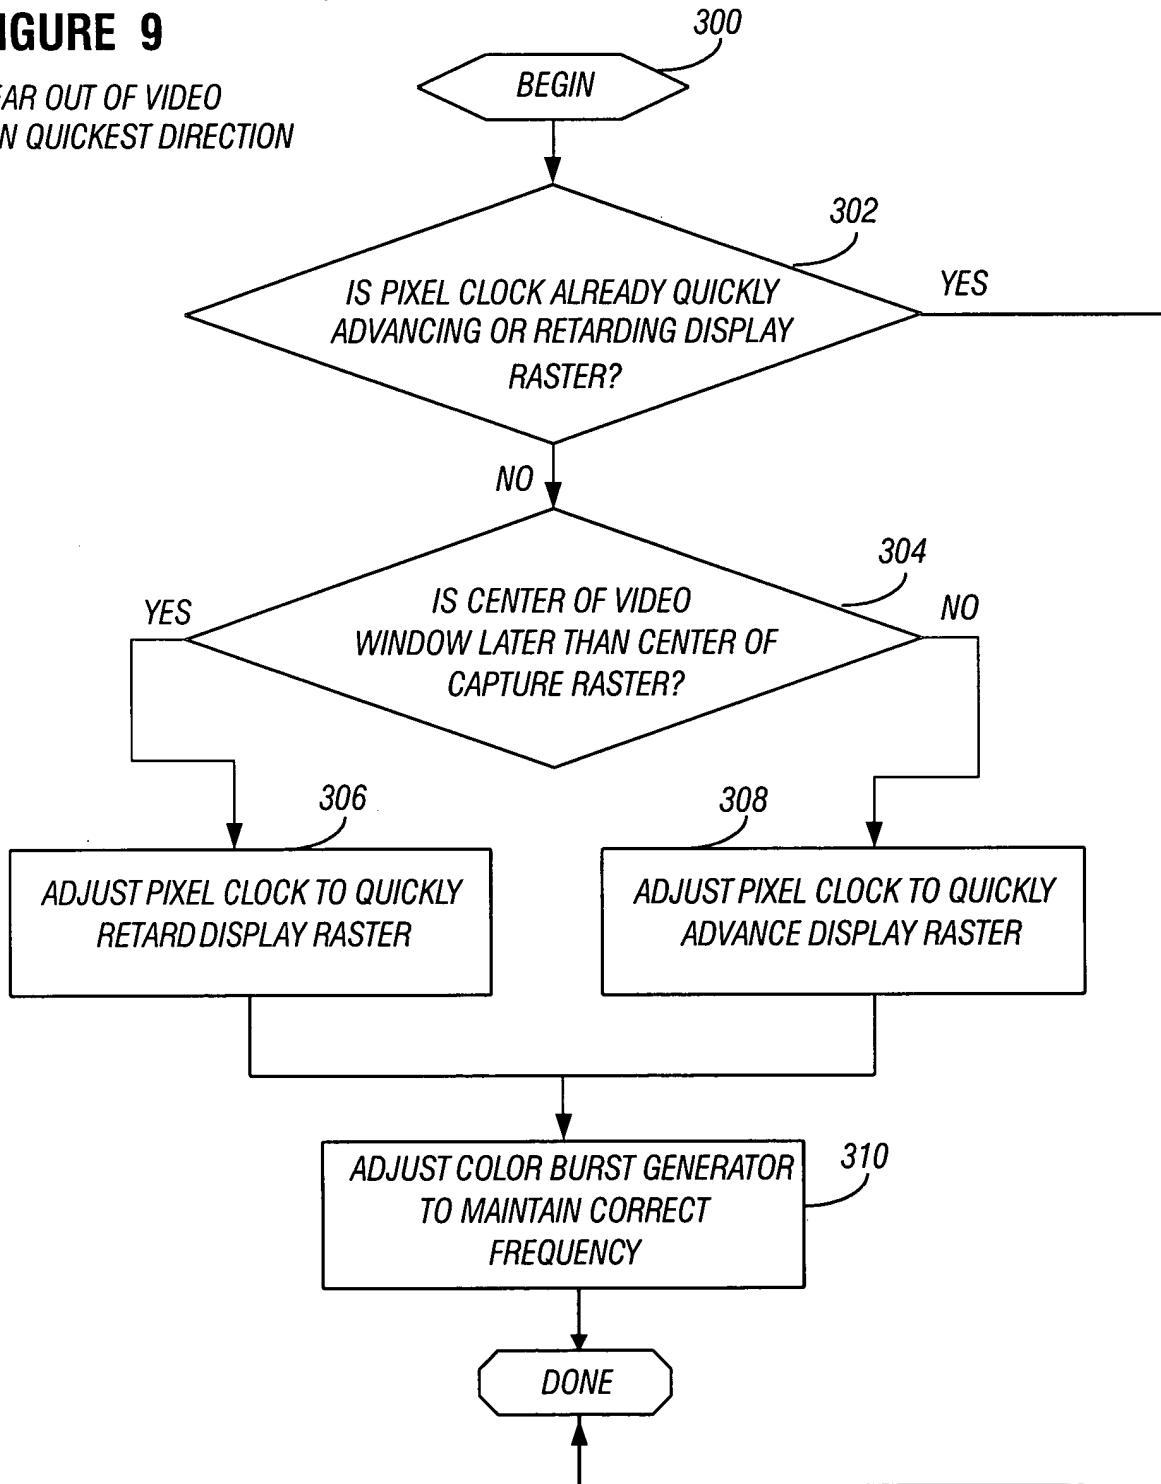 IGURE 9
EAR OUT OF VIDEO
N QUICKEST DIRECTION
300
BEGIN
302
IS PIXEL CLOCK ALREADY QUICKLY
ADVANCING OR RETARDING DISPLAY
RASTER?
YES
NO
304
IS CENTER OF VIDEO
WINDOW LATER THAN CENTER OF
CAPTURE RASTER?
YES
NO
306
ADJUST PIXEL CLOCK TO QUICKLY
RETARD DISPLAY RASTER
308
ADJUST PIXEL CLOCK TO QUICKLY
ADVANCE DISPLAY RASTER
ADJUST COLOR BURST GENERATOR
TO MAINTAIN CORRECT
FREQUENCY
310
DONE